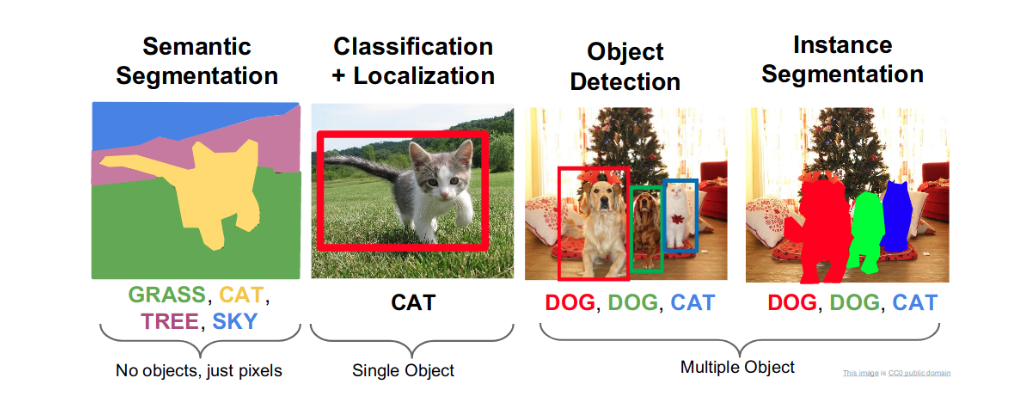 Semantic
Segmentation
Classification
+ Localization
Object
Detection
Instance
Segmentation
GRASS, CAT,
TREE, SKY
CAT
DOG, DOG, CAT
DOG, DOG, CAT
No objects, just pixels
Single Object
Multiple Object
This image is CC0 public domain